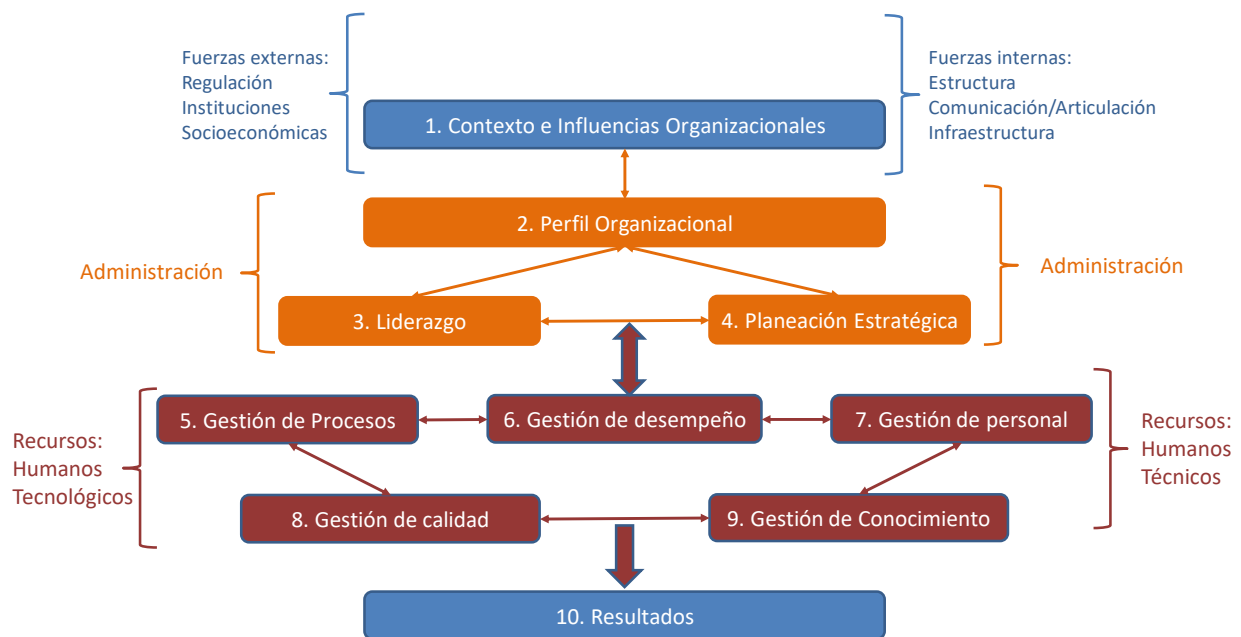 Fuerzas externas:
Regulación
Instituciones
Socioeconómicas
Fuerzas internas:
Estructura
Comunicación/Articulación
Infraestructura
1. Contexto e Influencias Organizacionales
2. Perfil Organizacional
Administración
Administración
3. Liderazgo
4. Planeación Estratégica
5. Gestión de Procesos
6. Gestión de desempeño
7. Gestión de personal
Recursos:
Humanos
Tecnológicos
Recursos:
Humanos
Técnicos
8. Gestión de calidad
9. Gestión de Conocimiento
10. Resultados